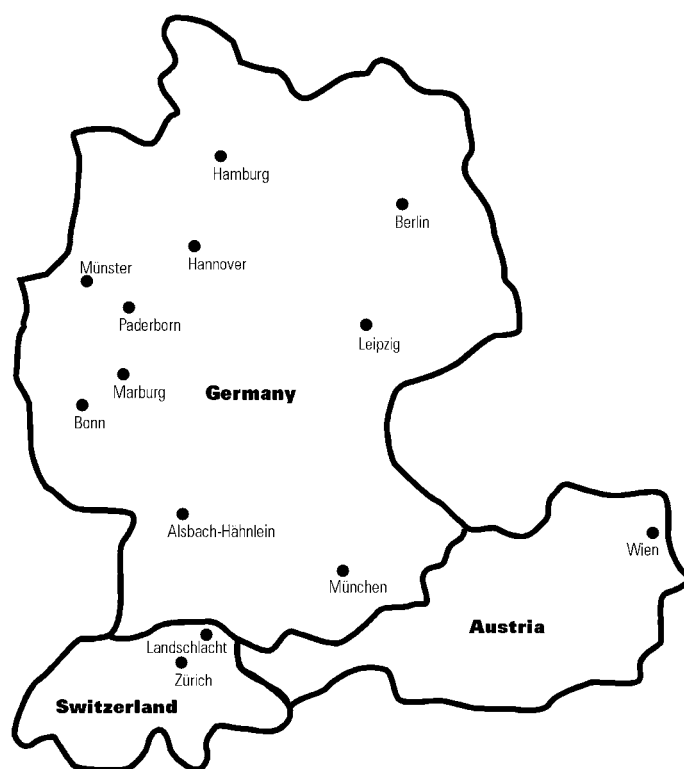 Hamburg
Berlin
Hannover
Münster
Paderborn
Leipzig
Marburg
Germany
Bonn
Alsbach-Hähnlein
Wien
München
Austria
Landschlacht
Zürich
Switzerland